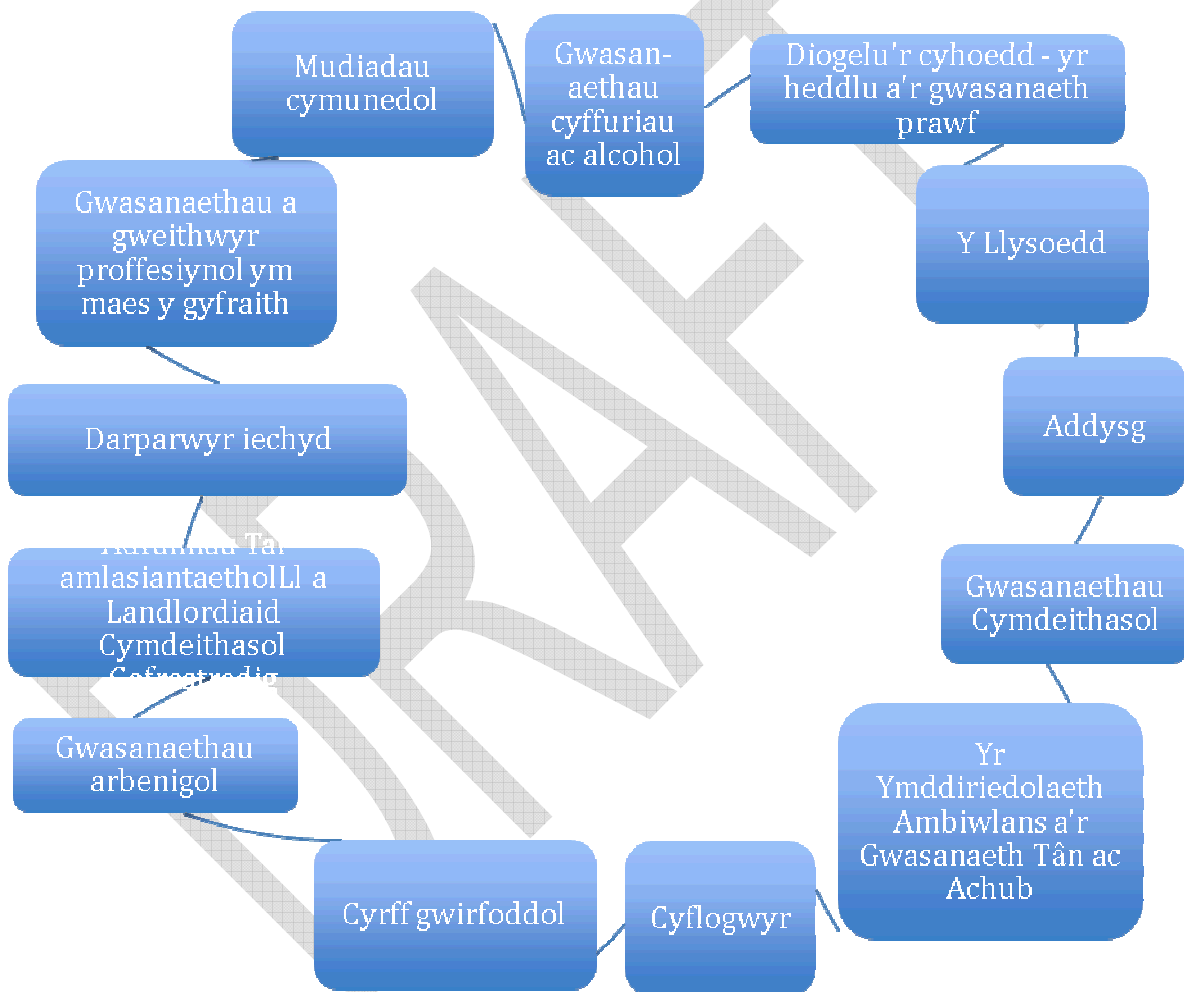 Mudiadau
cymunedol
Gwasan-
aethau
cyffuriau
ac alcohol
Diogelu'r cyhoedd - yr
heddlu a'r gwasanaeth
prawf
Y Llysoedd
Addysg
Gwasanaethau
Cymdeithasol
Yr
Ymddiriedolaeth
Ambiwlans a'r
Gwasanaeth Tân ac
Achub
Cyflogwyr
Cyrff gwirfoddol
Gwasanaethau
arbenigol
amlasiantaetholLl a
Landlordiaid
Cymdeithasol
Cofrestredig
Darparwyr iechyd
Gwasanaethau a
gweithwyr
proffesiynol ym
maes y gyfraith
DRAFT